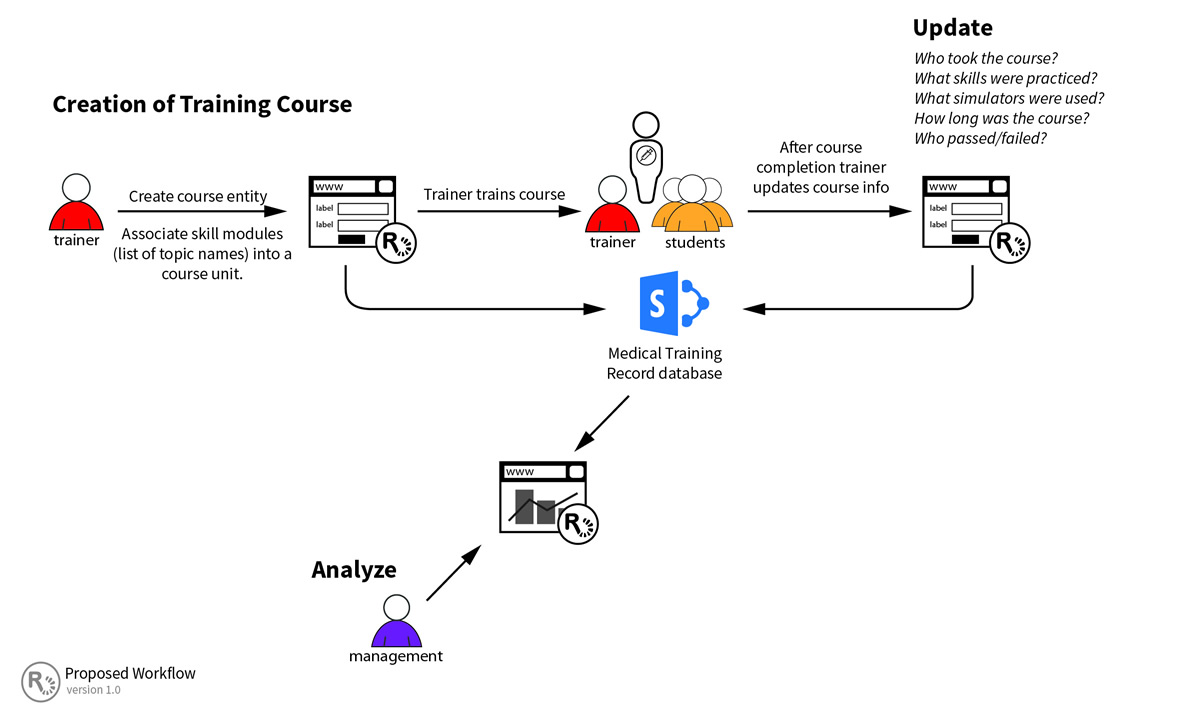 Update
Who took the course?
What skills were practiced?
What simulators were used?
How long was the course?
Who passed/failed?
Creation of Training Course
trainer
Create course entity
Associate skill modules
(list of topic names) into a
course unit.
www
label
label
R
Trainer trains course
trainer
students
After course
completion trainer
updates course info
www
label
label
R
S
Medical Training
Record database
www
R
Analyze
management
R
Proposed Workflow
version 1.0